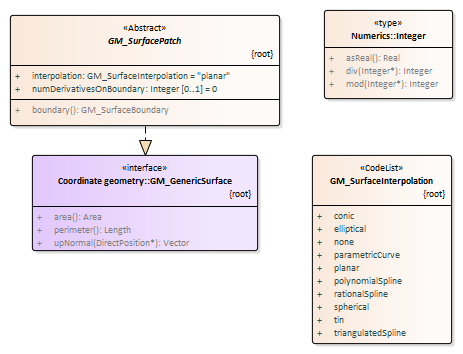 «Abstract»
GM_SurfacePatch
{root}
+ interpolation: GM_SurfaceInterpolation = "planar"
+ numDerivativesOnBoundary: Integer [0..1] = 0
+ boundary(): GM_SurfaceBoundary
«type»
Numerics::Integer
+ asReal(): Real
+ div(Integer*): Integer
+ mod(Integer*): Integer
«interface»
Coordinate geometry::GM_GenericSurface
{root}
+ area(): Area
+ perimeter(): Length
+ upNormal(DirectPosition*): Vector
«CodeList»
GM_SurfaceInterpolation
{root}
+ conic
+ elliptical
+ none
+ parametricCurve
+ planar
+ polynomialSpline
+ rationalSpline
+ spherical
+ tin
+ triangulatedSpline